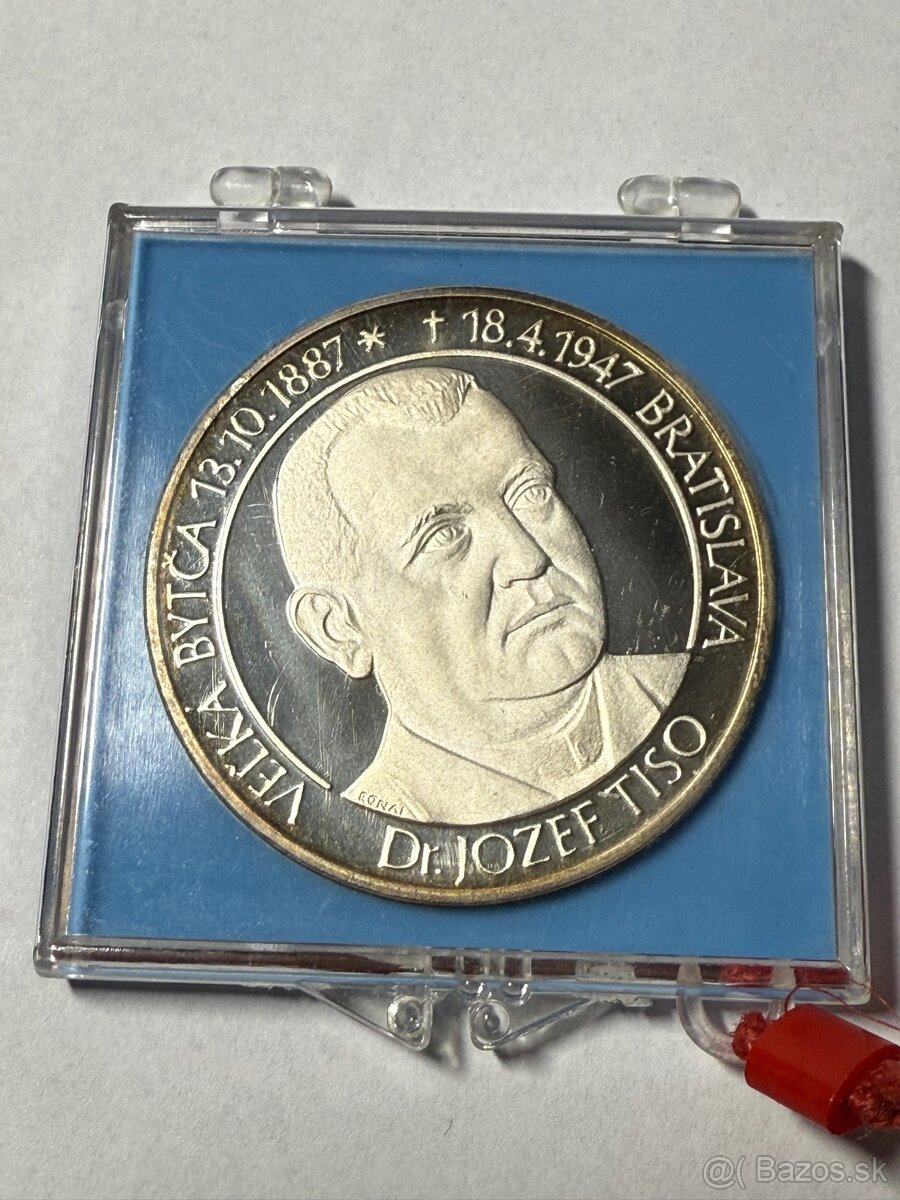 VEĽKÁ BYTČA 13.10.1887 * † 18.4.1947 BRATISLAVA
Dr. JOZEF TISO
RONAI
@( Bazos.sk